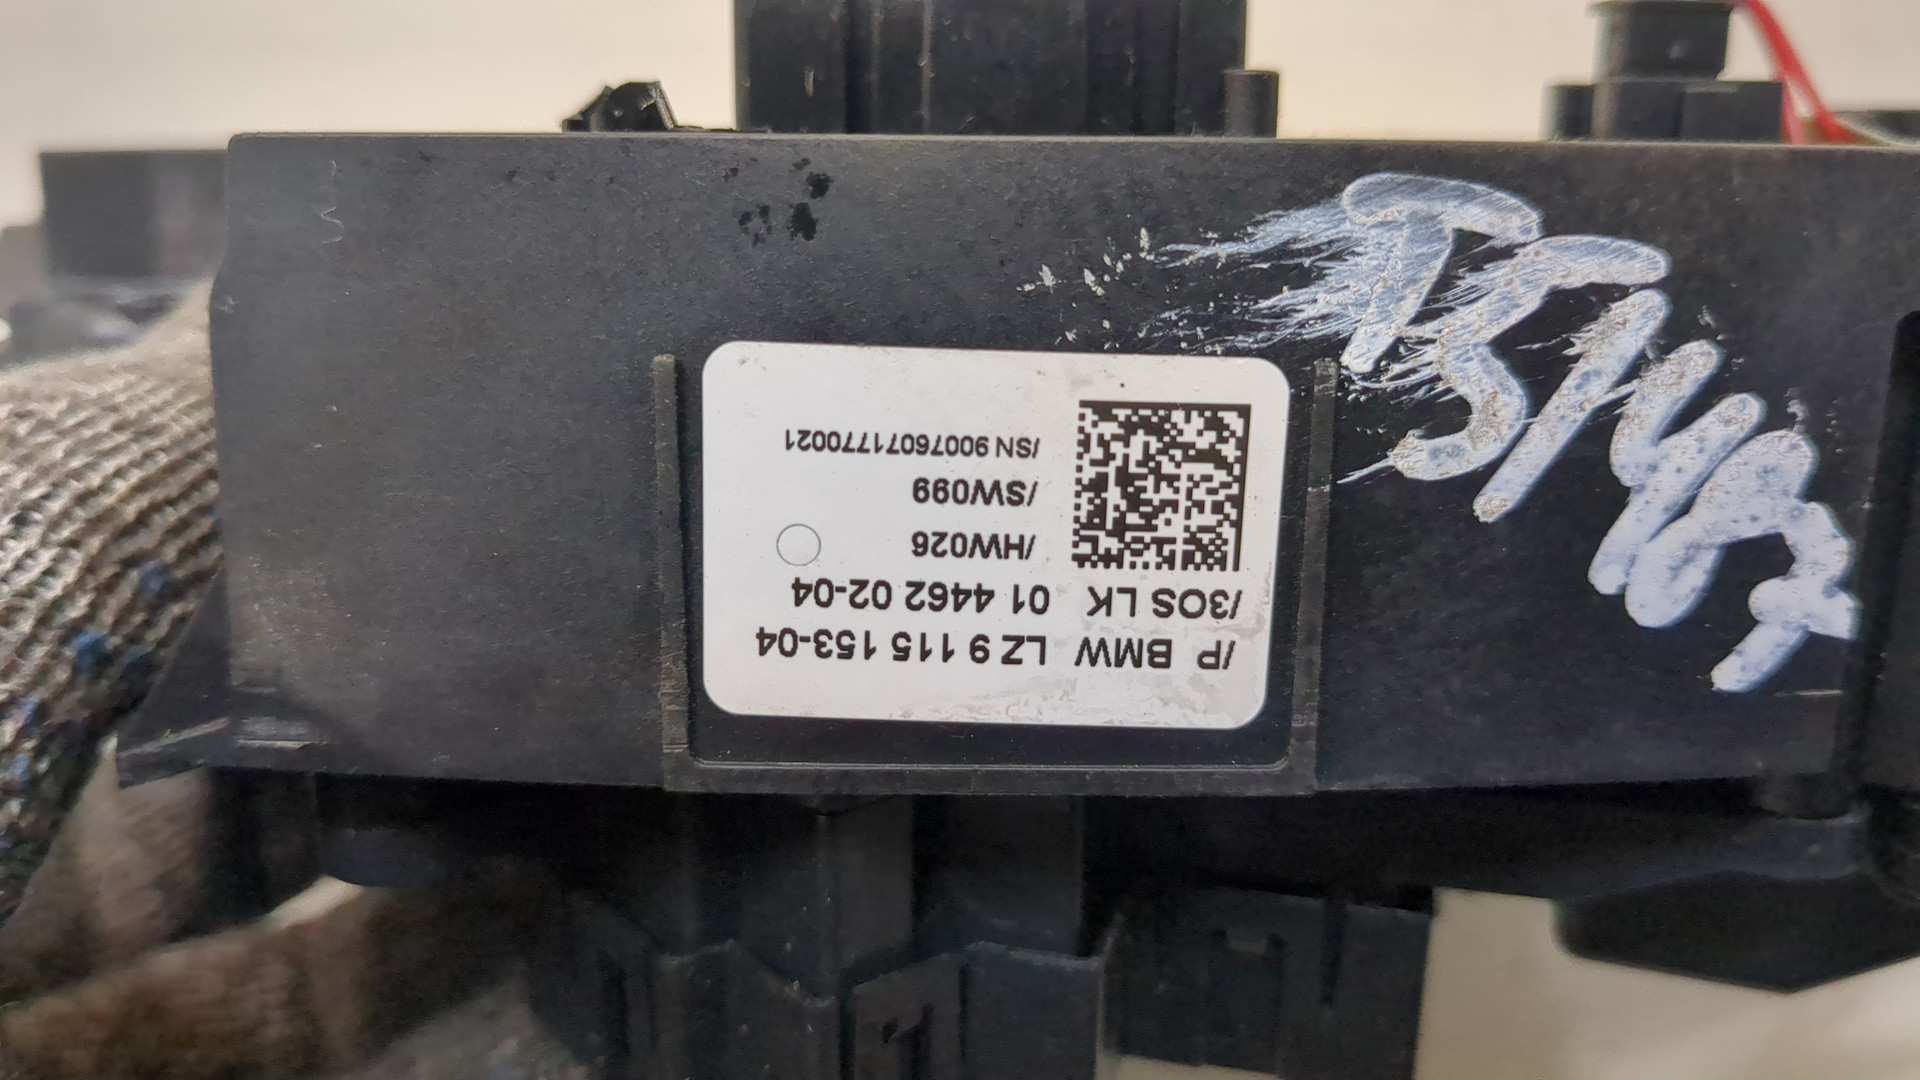 /P BMW LZ 9 115 153-04
/3OS LK 01 4462 02-04
/HW026
/SW099
/SN 90076071770021